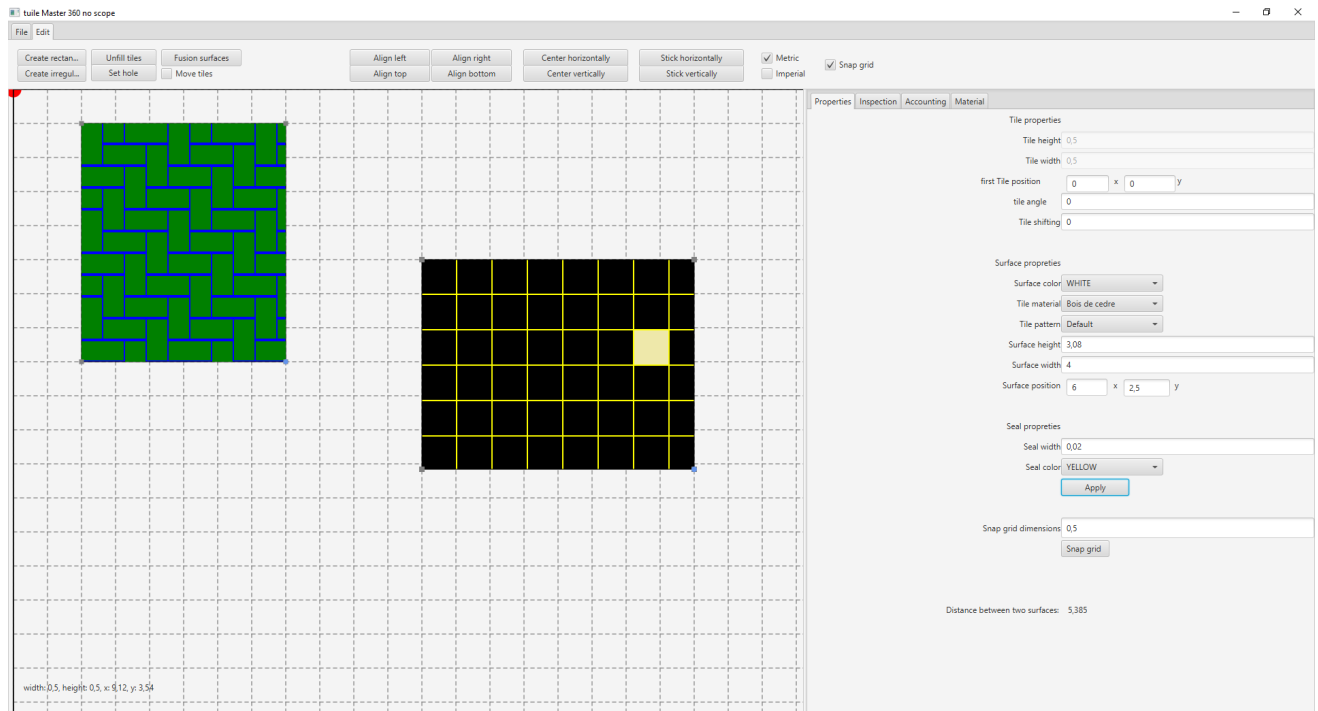 tuile Master 360 no scope
File Edit
Create rectan... Unfill tiles Fusion surfaces Align left Align right Center horizontally Stick horizontally Metric
Create irregul... Set hole Move tiles Align top Align bottom Center vertically Stick vertically Imperial
Snap grid
Properties Inspection Accounting Material
Tile properties
Tile height 0,5
Tile width 0,5
first Tile position 0 x 0 y
tile angle 0
Tile shifting 0
Surface propreties
Surface color WHITE
Tile material Bois de cedre
Tile pattern Default
Surface height 3,08
Surface width 4
Surface position 6 x 2,5 y
Seal propreties
Seal width 0,02
Seal color YELLOW
Apply
Snap grid dimensions 0,5
Snap grid
Distance between two surfaces: 5,385
width: 0,5, height: 0,5, x: 9,12, y: 3,54